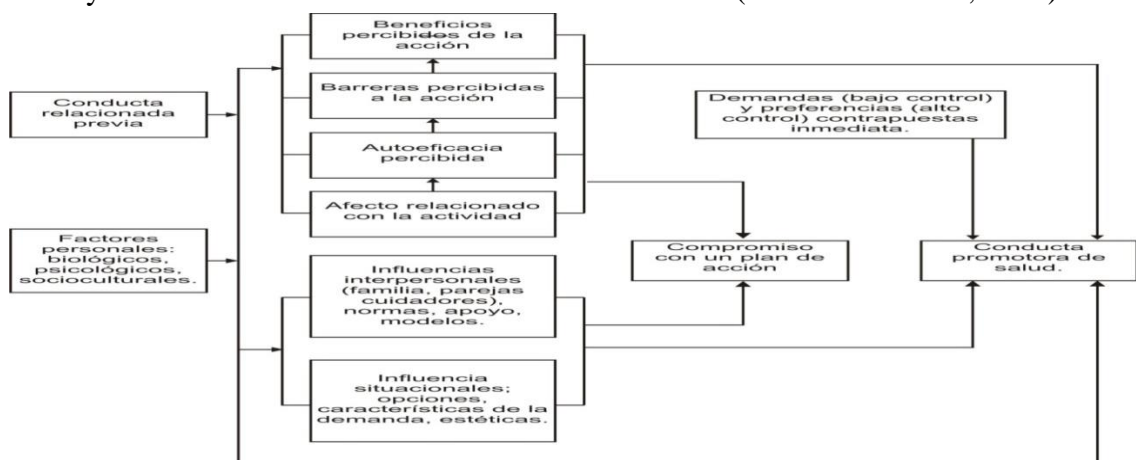 Beneficios
percibidos de la
acción
Barreras percibidas
a la acción
Autoeficacia
percibida
Afecto relacionado
con la actividad
Conducta
relacionada
previa
Factores
personales:
biológicos,
psicológicos,
socioculturales.
Influencias
interpersonales
(familia, parejas
cuidadores),
normas, apoyo,
modelos.
Influencia
situacionales;
opciones,
características de la
demanda, estéticas.
Demandas (bajo control)
y preferencias (alto
control) contrapuestas
inmediata.
Compromiso
con un plan de
acción
Conducta
promotora de
salud.